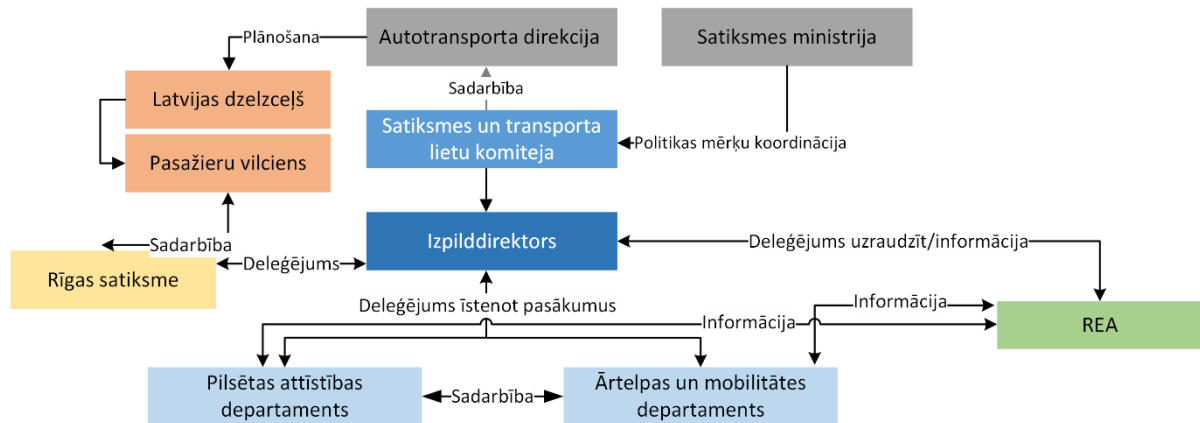 Plānošana
Autotransporta direkcija
Satiksmes ministrija
Latvijas dzelzceļš
Sadarbība
Satiksmes un transporta
lietu komiteja
Politikas mērķu koordinācija
Pasažieru vilciens
Sadarbība
Izpilddirektors
Deleģējums uzraudzīt/informācija
Rīgas satiksme
Deleģējums
Deleģējums īstenot pasākumus
Informācija
Informācija
REA
Pilsētas attīstības
departaments
Sadarbība
Ārtelpas un mobilitātes
departaments